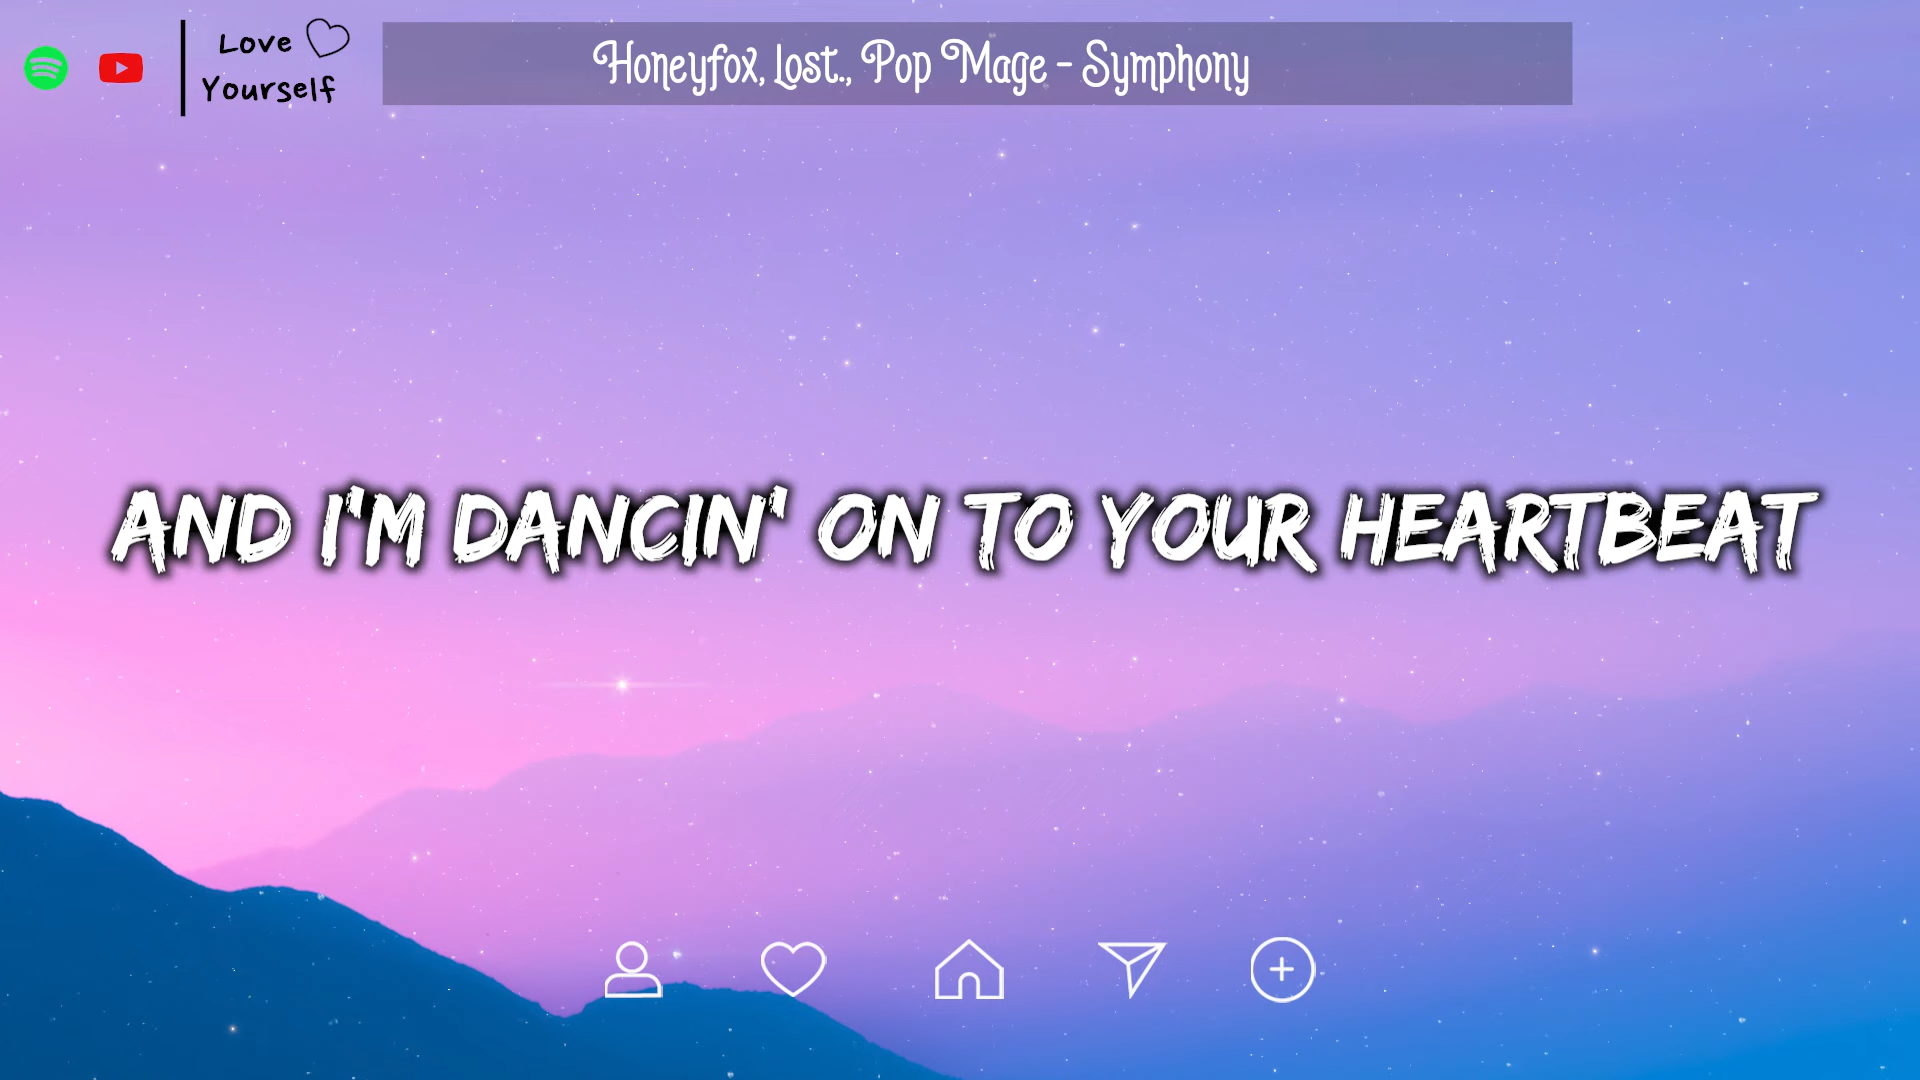 Love
Yourself
Honeyfox, Lost., Pop Mage - Symphony
AND I'M DANCIN' ON TO YOUR HEARTBEAT